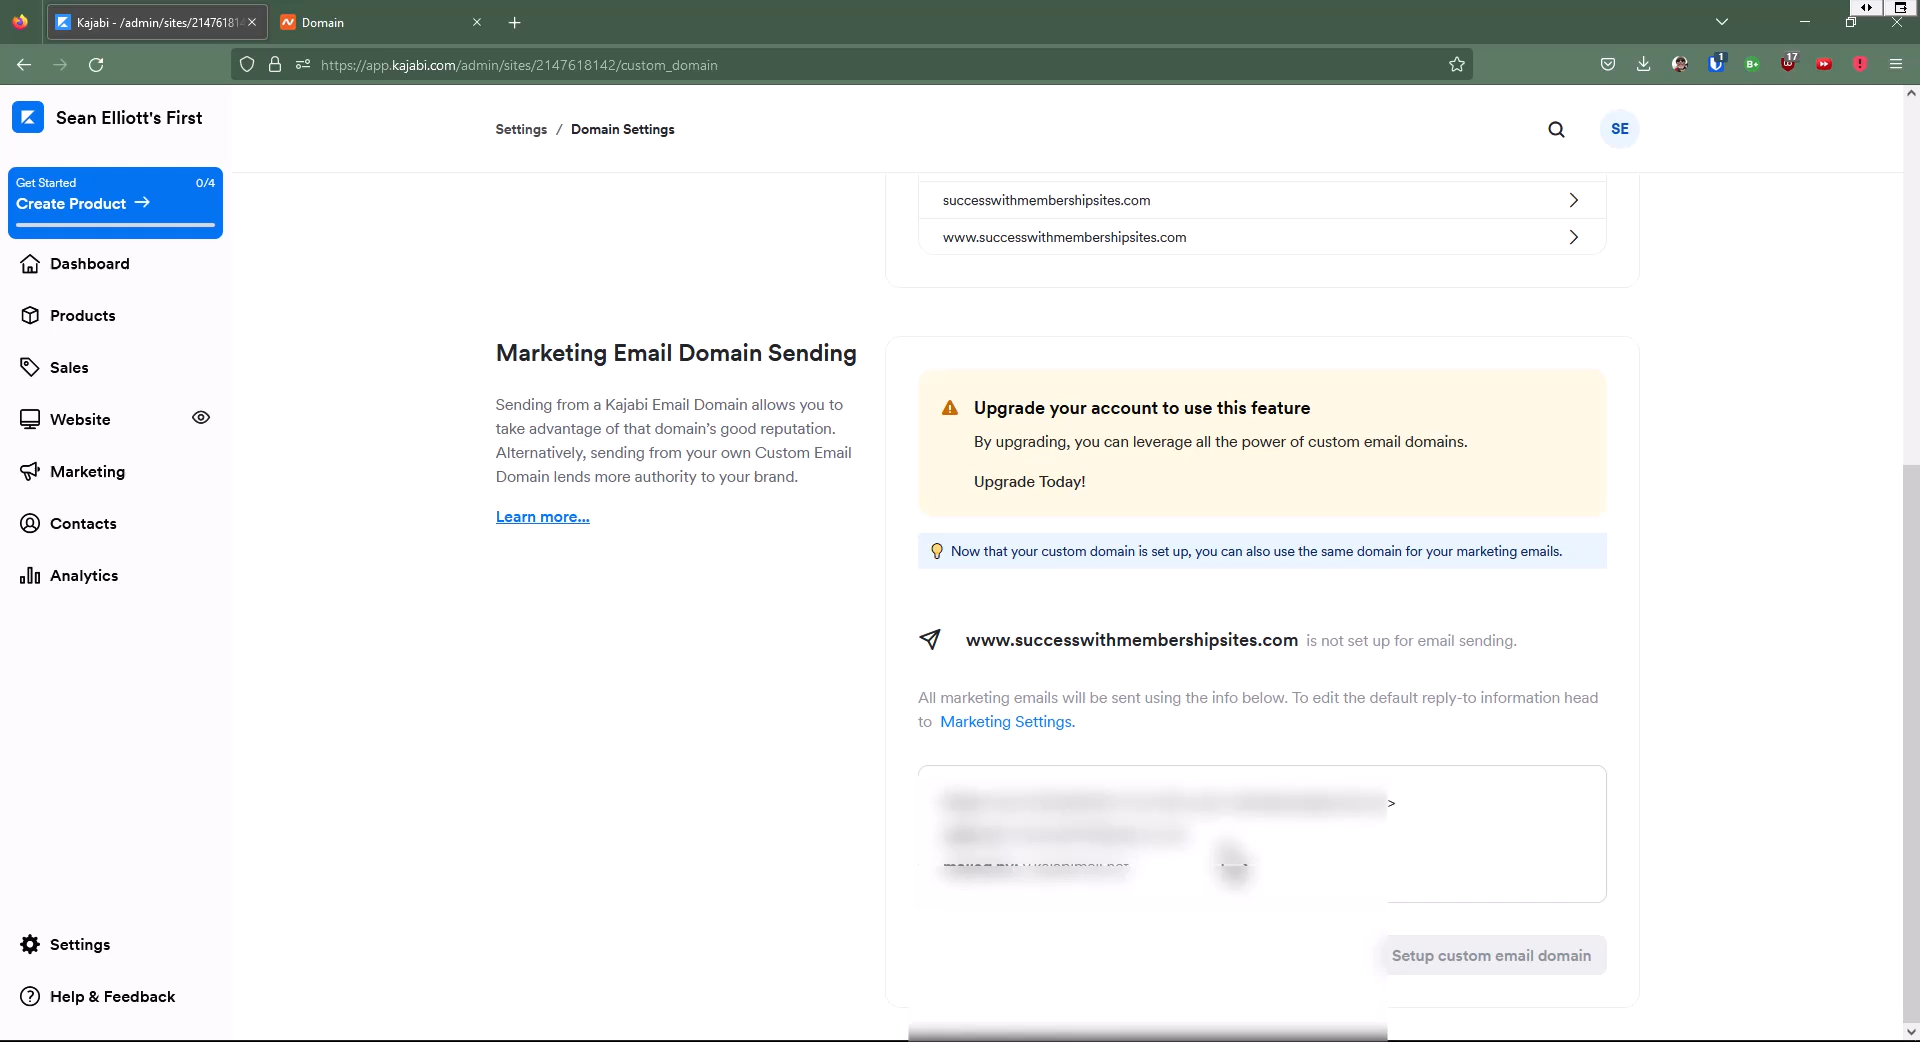 Kajabi - /admin/sites/21476181
Domain
https://app.kajabi.com/admin/sites/2147618142/custom_domain
1
B+
17
Sean Elliott's First
Settings / Domain Settings
SE
Get Started 0/4
Create Product →
Dashboard
Products
Sales
Website
Marketing
Contacts
Analytics
Settings
Help & Feedback
successwithmembershipsites.com
www.successwithmembershipsites.com
Marketing Email Domain Sending
Sending from a Kajabi Email Domain allows you to
take advantage of that domain's good reputation.
Alternatively, sending from your own Custom Email
Domain lends more authority to your brand.
Learn more...
Upgrade your account to use this feature
By upgrading, you can leverage all the power of custom email domains.
Upgrade Today!
Now that your custom domain is set up, you can also use the same domain for your marketing emails.
www.successwithmembershipsites.com is not set up for email sending.
All marketing emails will be sent using the info below. To edit the default reply-to information head
to Marketing Settings.
>
Setup custom email domain